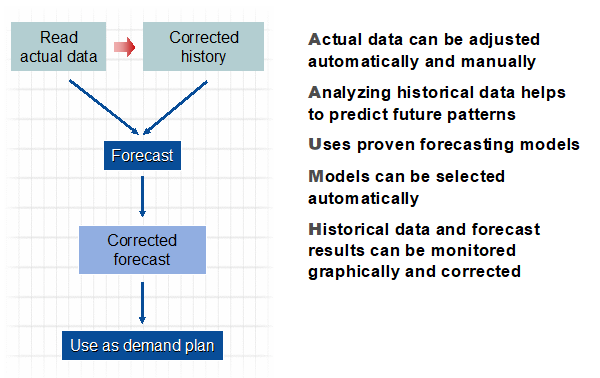 Read
actual data
Corrected
history
Forecast
Corrected
forecast
Use as demand plan
Actual data can be adjusted
automatically and manually
Analyzing historical data helps
to predict future patterns
Uses proven forecasting models
Models can be selected
automatically
Historical data and forecast
results can be monitored
graphically and corrected